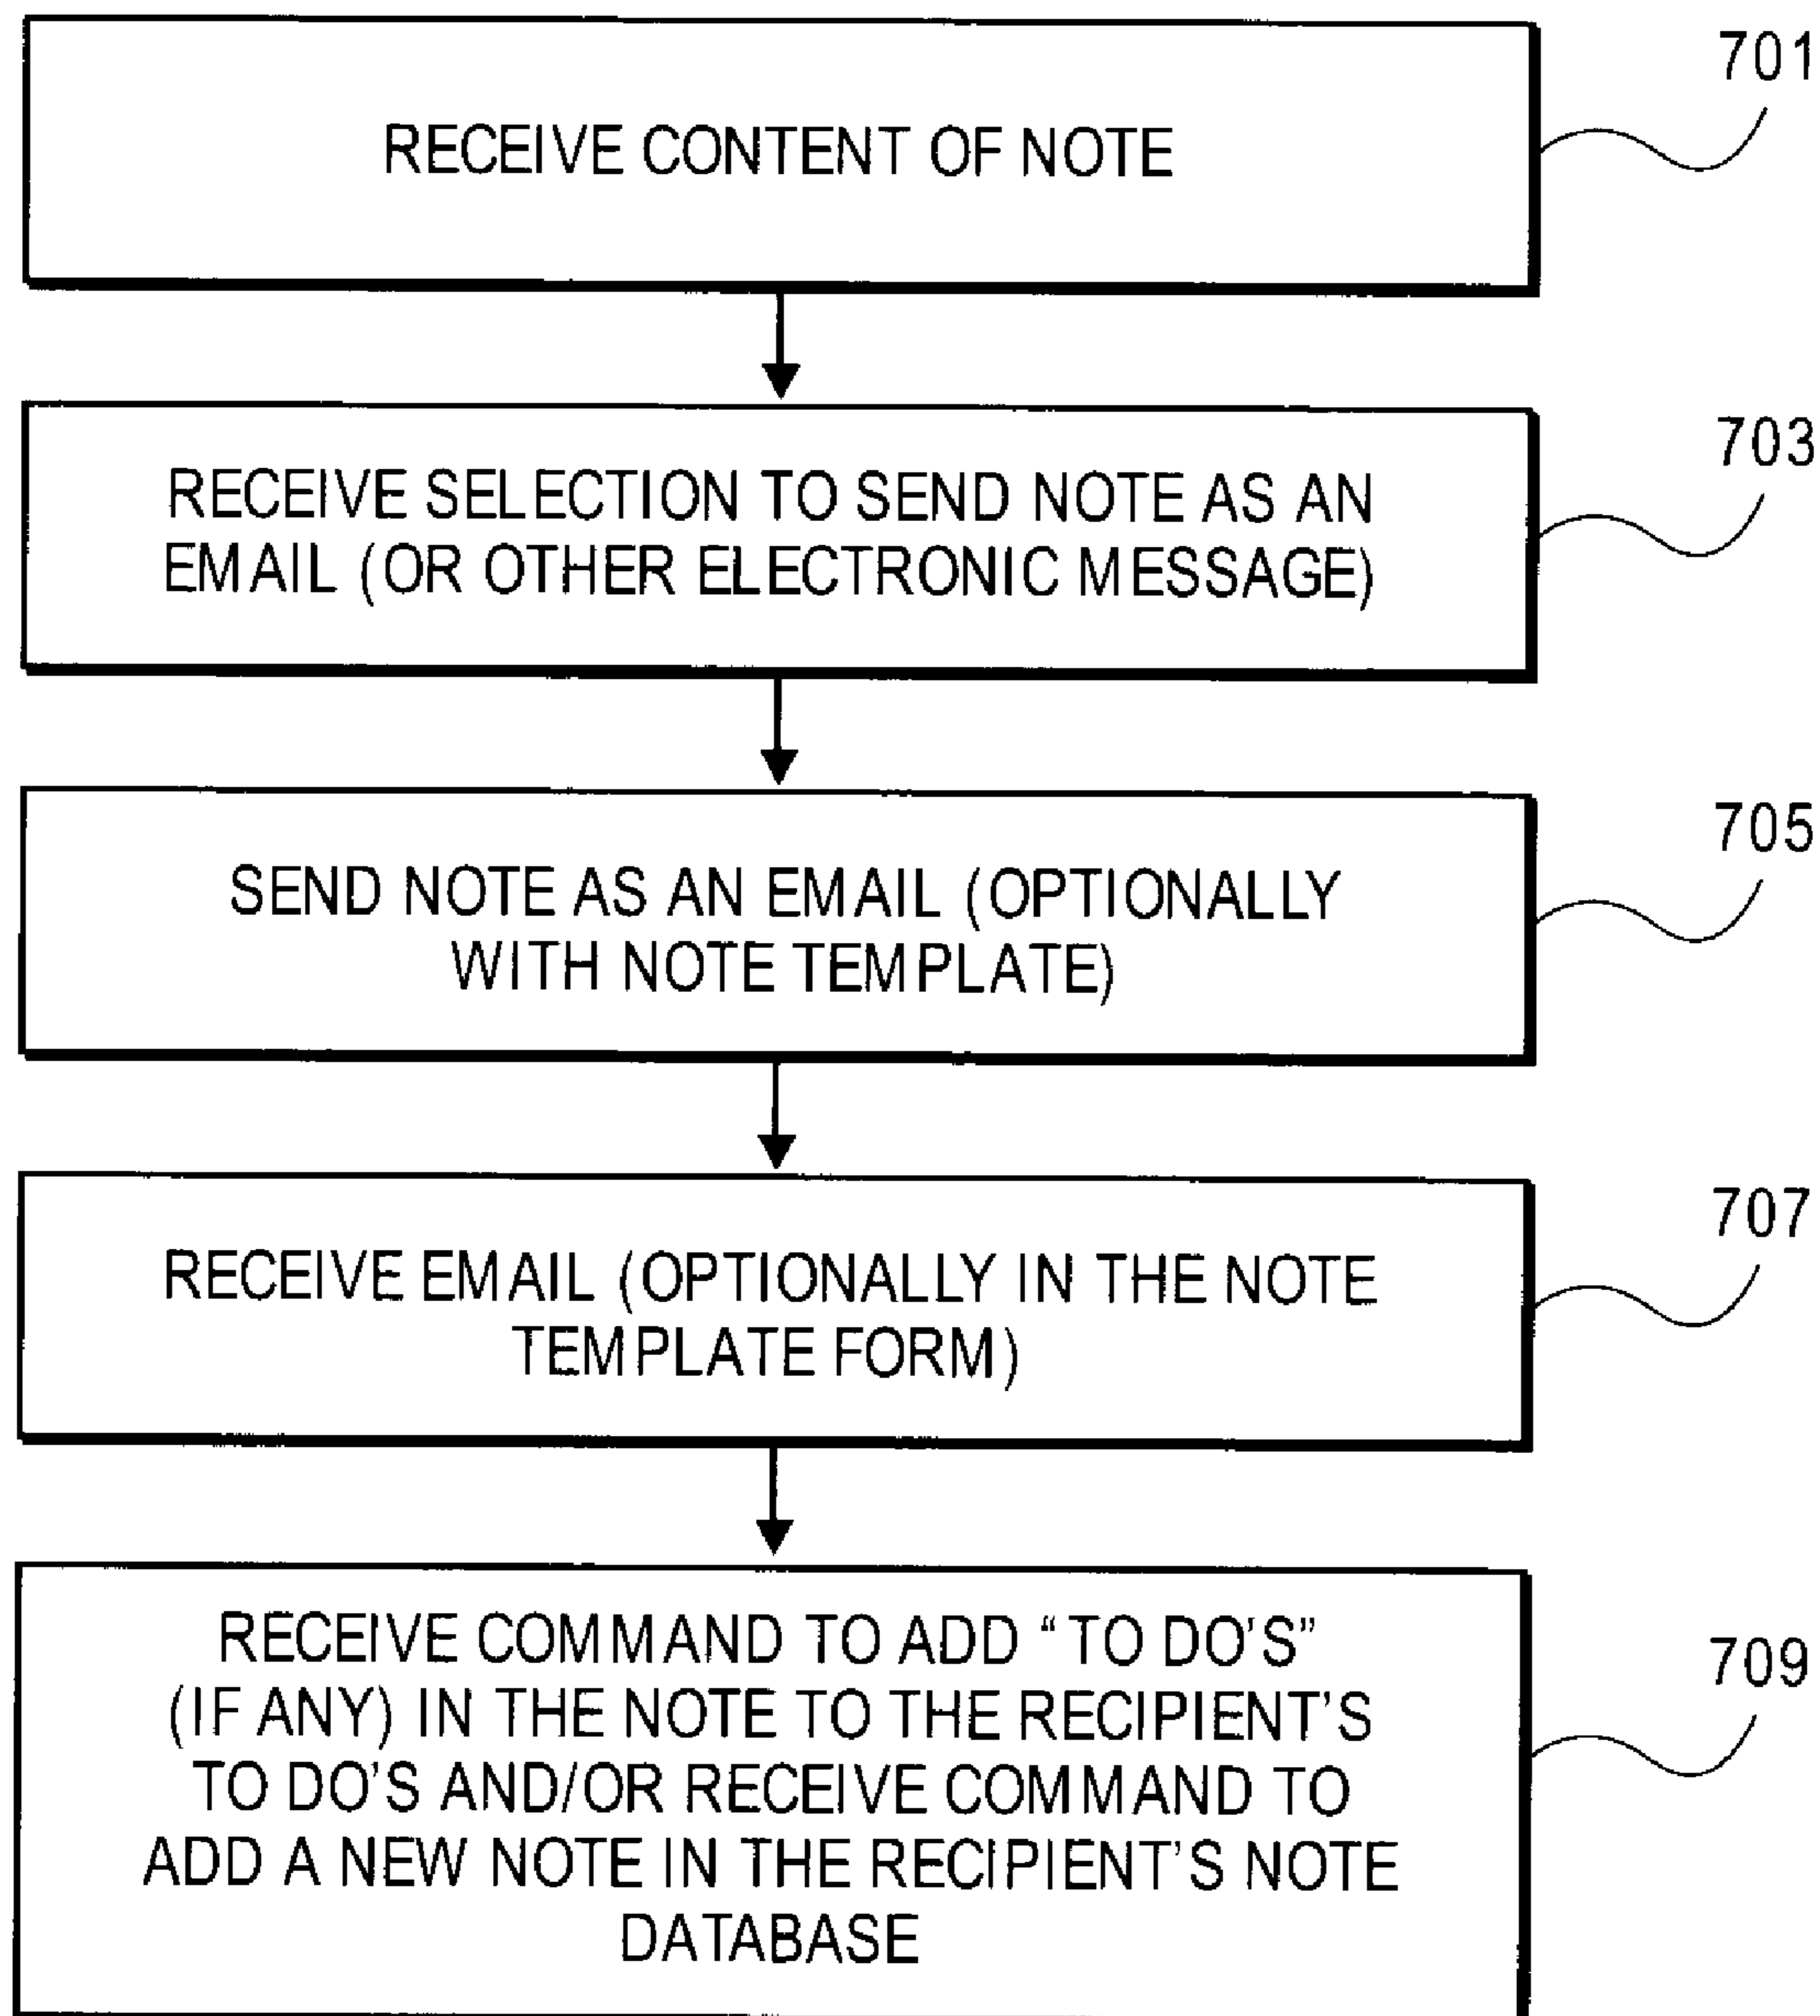 701
RECEIVE CONTENT OF NOTE
703
RECEIVE SELECTION TO SEND NOTE AS AN
EMAIL (OR OTHER ELECTRONIC MESSAGE)
705
SEND NOTE AS AN EMAIL (OPTIONALLY
WITH NOTE TEMPLATE)
707
RECEIVE EMAIL (OPTIONALLY IN THE NOTE
TEMPLATE FORM)
709
RECEIVE COMMAND TO ADD “TO DO’S”
(IF ANY) IN THE NOTE TO THE RECIPIENT’S
TO DO’S AND/OR RECEIVE COMMAND TO
ADD A NEW NOTE IN THE RECIPIENT’S NOTE
DATABASE